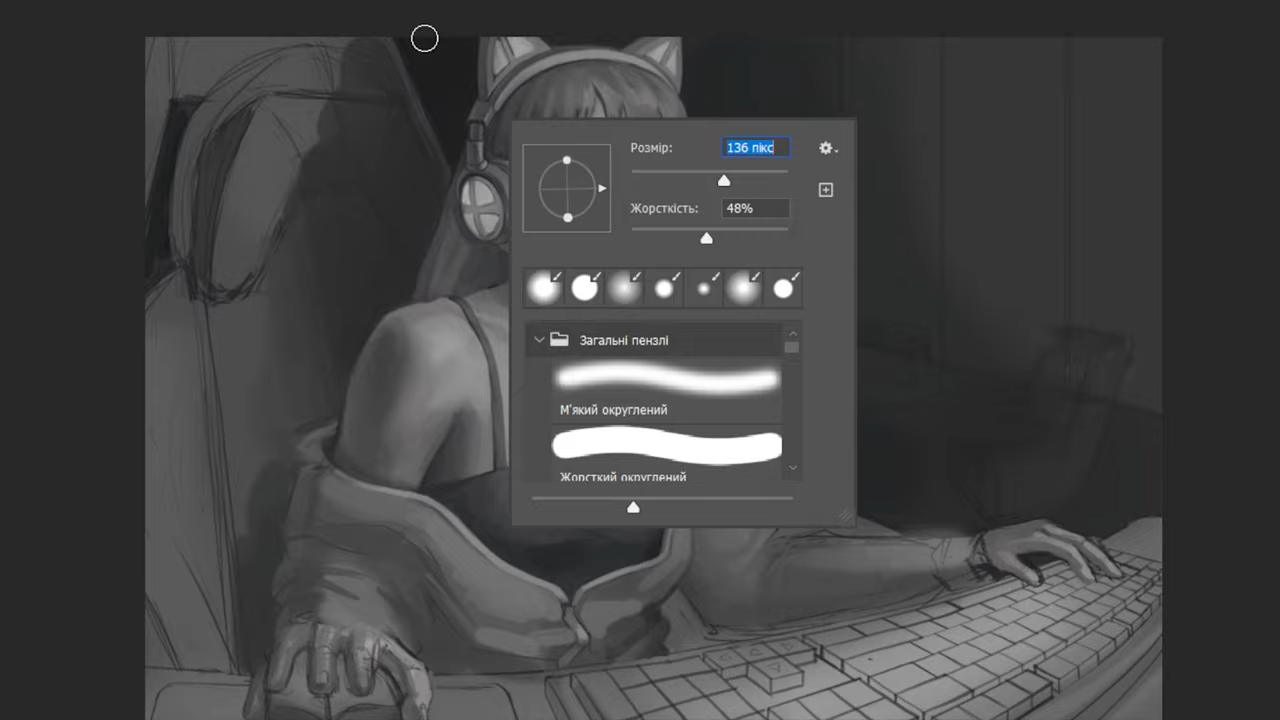 Розмір:
136 пікс
Жорсткість:
48%
Загальні пензлі
М'який округлений
Жорсткий округлений